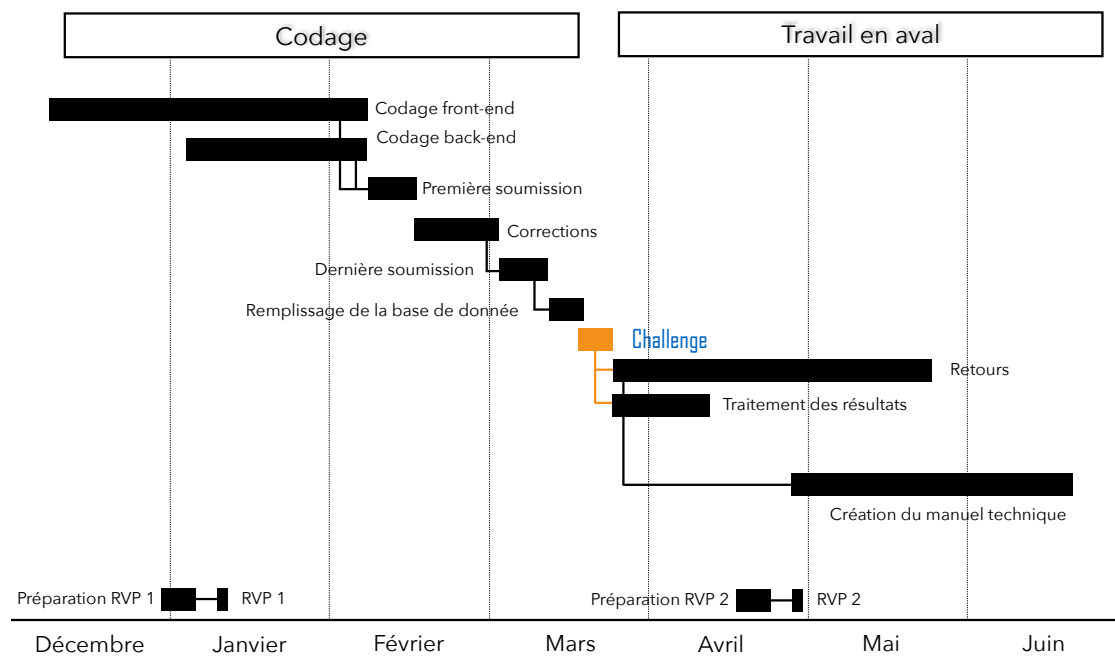 Codage
Travail en aval
Codage front-end
Codage back-end
Première soumission
Corrections
Dernière soumission
Remplissage de la base de donnée
Challenge
Retours
Traitement des résultats
Création du manuel technique
Préparation RVP 1
RVP 1
Préparation RVP 2
RVP 2
Décembre
Janvier
Février
Mars
Avril
Mai
Juin